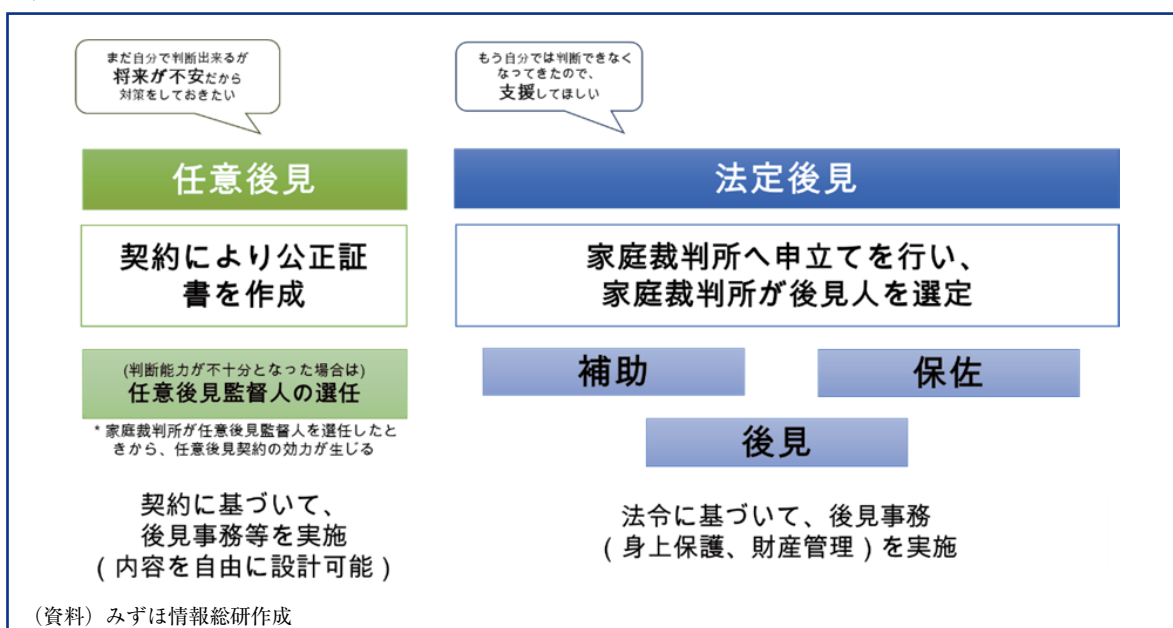 まだ自分で判断出来るが
将来が不安だから
対策をしておきたい
任意後見
契約により公正証
書を作成
(判断能力が不十分となった場合は)
任意後見監督人の選任
* 家庭裁判所が任意後見監督人を選任したと
きから、任意後見契約の効力が生じる
契約に基づいて、
後見事務等を実施
(内容を自由に設計可能)
もう自分では判断できなく
なってきたので、
支援してほしい
法定後見
家庭裁判所へ申立てを行い、
家庭裁判所が後見人を選定
補助
保佐
後見
法令に基づいて、後見事務
(身上保護、財産管理)を実施
（資料）みずほ情報総研作成